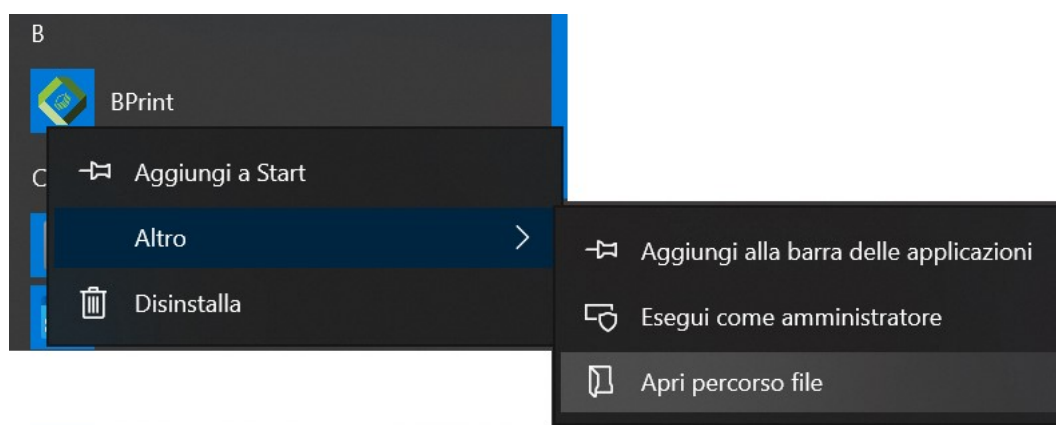 B
BPrint
Aggiungi a Start
Altro
Disinstalla
Aggiungi alla barra delle applicazioni
Esegui come amministratore
Apri percorso file